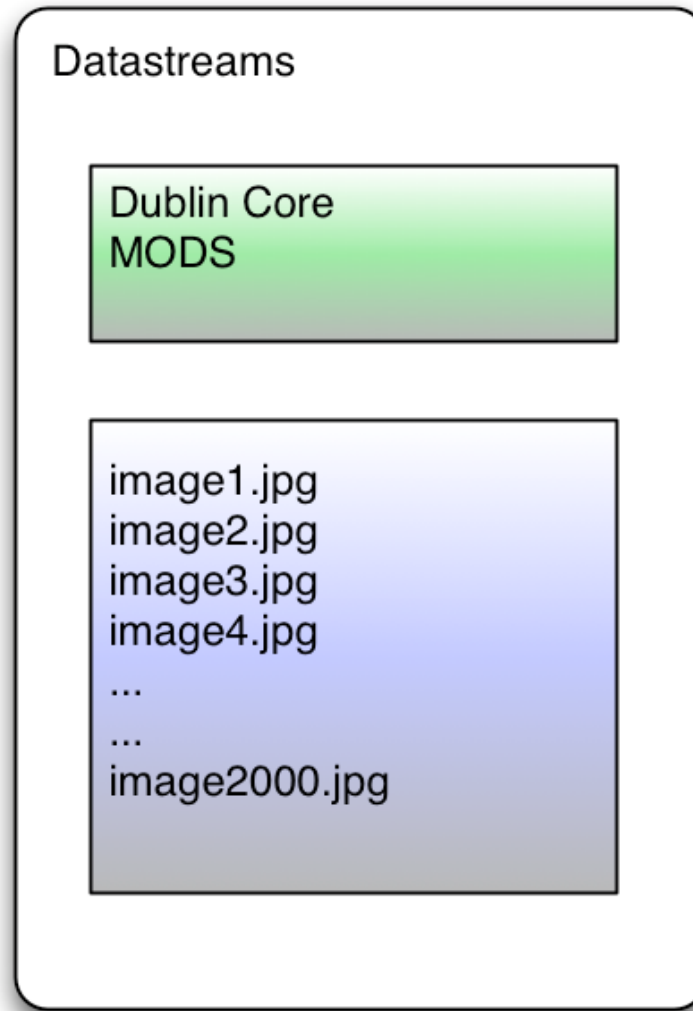 Datastreams
Dublin Core
MODS
image1.jpg
image2.jpg
image3.jpg
image4.jpg
...
...
image2000.jpg